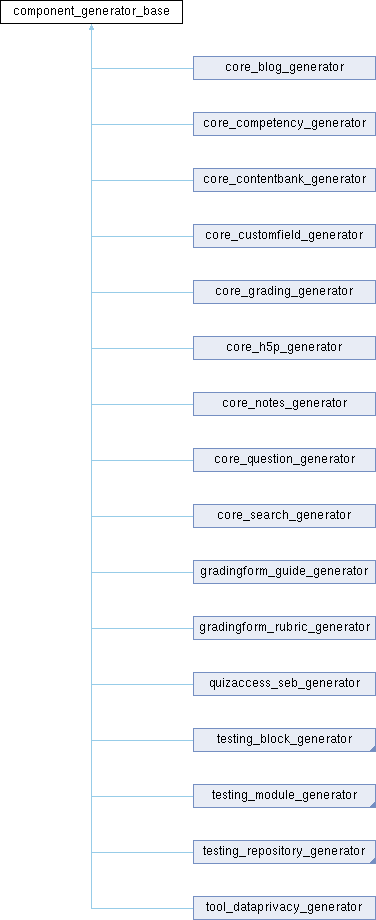 component_generator_base
core_blog_generator
core_competency_generator
core_contentbank_generator
core_customfield_generator
core_grading_generator
core_h5p_generator
core_notes_generator
core_question_generator
core_search_generator
gradingform_guide_generator
gradingform_rubric_generator
quizaccess_seb_generator
testing_block_generator
testing_module_generator
testing_repository_generator
tool_dataprivacy_generator